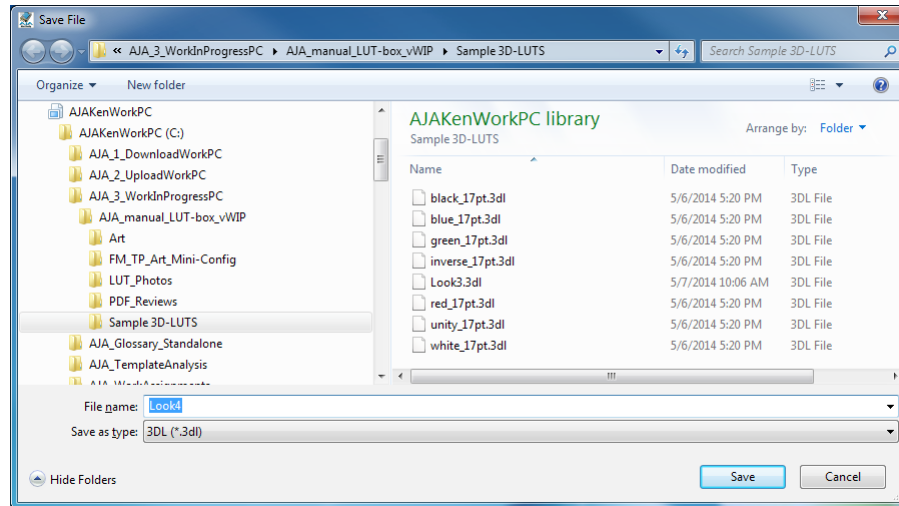 Save File
« AJA_3_WorkInProgressPC ▸ AJA_manual_LUT-box_vWIP ▸ Sample 3D-LUTS
Search Sample 3D-LUTS
Organize
New folder
AJAKenWorkPC
AJAKenWorkPC (C:)
AJA_1_DownloadWorkPC
AJA_2_UploadWorkPC
AJA_3_WorkInProgressPC
AJA_manual_LUT-box_vWIP
Art
FM_TP_Art_Mini-Config
LUT_Photos
PDF_Reviews
Sample 3D-LUTS
AJA_Glossary_Standalone
AJA_TemplateAnalysis
AJAKenWorkPC library
Sample 3D-LUTS
Arrange by: Folder
Name Date modified Type
black_17pt.3dl 5/6/2014 5:20 PM 3DL File
blue_17pt.3dl 5/6/2014 5:20 PM 3DL File
green_17pt.3dl 5/6/2014 5:20 PM 3DL File
inverse_17pt.3dl 5/6/2014 5:20 PM 3DL File
Look3.3dl 5/7/2014 10:06 AM 3DL File
red_17pt.3dl 5/6/2014 5:20 PM 3DL File
unity_17pt.3dl 5/6/2014 5:20 PM 3DL File
white_17pt.3dl 5/6/2014 5:20 PM 3DL File
File name: Look4
Save as type: 3DL (*.3dl)
Hide Folders
Save
Cancel